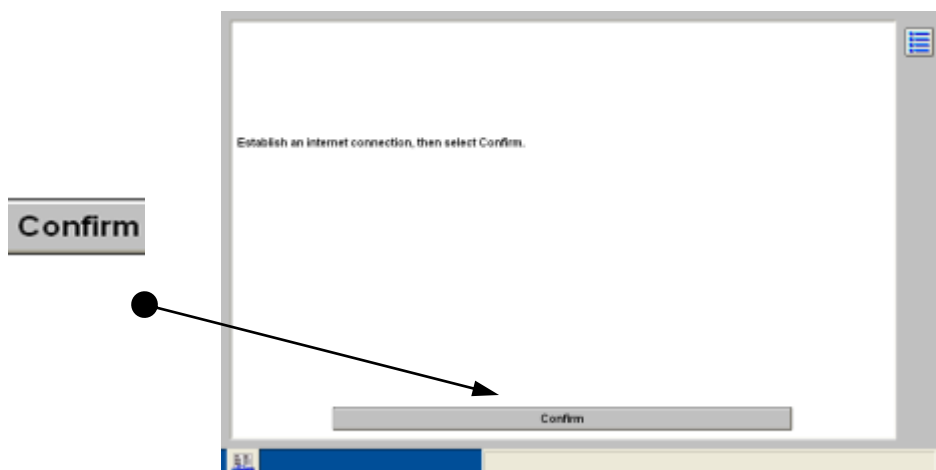 Establish an internet connection, then select Confirm.
Confirm
Confirm